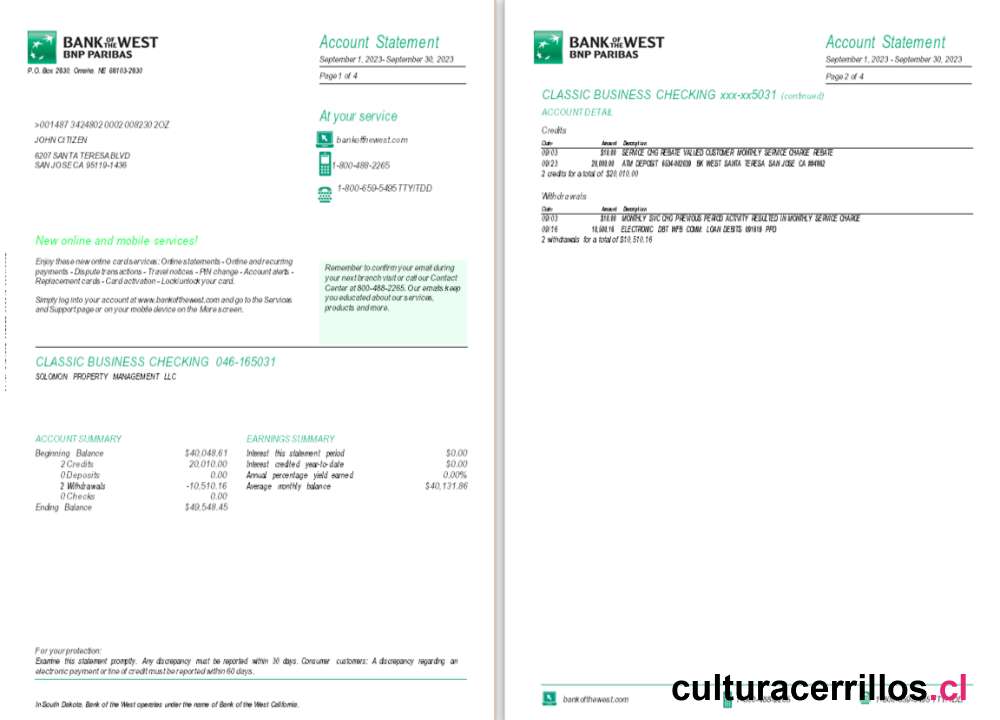 BANK OF THE WEST
BNP PARIBAS
P.O. Box 2830, Omaha, NE 68103-2830
Account Statement
September 1, 2023- September 30, 2023
Page 1 of 4
>001487 3424802 0002 008230 2OZ
JOHN CITIZEN
6207 SANTA TERESA BLVD
SAN JOSE CA 95119-1436
At your service
bankofthewest.com
1-800-488-2265
1-800-659-5495 TTY/TDD
New online and mobile services!
Enjoy these new online card services: Online statements - Online and recurring
payments - Dispute transactions - Travel notices - PIN change - Account alerts -
Replacement cards - Card activation - Lock/unlock your card.
Simply log into your account at www.bankofthewest.com and go to the Services
and Support page or on your mobile device on the More screen.
Remember to confirm your email during
your next branch visit or call our Contact
Center at 800-488-2265. Our emails keep
you educated about our services,
products and more.
CLASSIC BUSINESS CHECKING 046-165031
SOLOMON PROPERTY MANAGEMENT LLC
ACCOUNT SUMMARY
Beginning Balance $40,048.61
2 Credits 20,010.00
0 Deposits 0.00
2 Withdrawals -10,510.16
0 Checks 0.00
Ending Balance $49,548.45
EARNINGS SUMMARY
Interest this statement period $0.00
Interest credited year-to-date $0.00
Annual percentage yield earned 0.00%
Average monthly balance $40,131.86
For your protection:
Examine this statement promptly. Any discrepancy must be reported within 30 days. Consumer customers: A discrepancy regarding an
electronic payment or line of credit must be reported within 60 days.
In South Dakota, Bank of the West operates under the name of Bank of the West California.
BANK OF THE WEST
BNP PARIBAS
Account Statement
September 1, 2023 - September 30, 2023
Page 2 of 4
CLASSIC BUSINESS CHECKING xxx-xx5031 (continued)
ACCOUNT DETAIL
Credits
Date Amount Description
09/03 $10.00 SERVICE CHG REBATE VALUED CUSTOMER MONTHLY SERVICE CHARGE REBATE
09/23 20,000.00 ATM DEPOSIT BK WEST SANTA TERESA SAN JOSE CA
2 credits for a total of $20,010.00
Withdrawals
Date Amount Description
09/03 $10.00 MONTHLY SVC CHG PREVIOUS PERIOD ACTIVITY RESULTED IN MONTHLY SERVICE CHARGE
09/16 10,500.16 ELECTRONIC DBT WFB COMM. LOAN DEBITS 091819 PPD
2 withdrawals for a total of $10,510.16
bankofthewest.com
culturacerrillos.cl